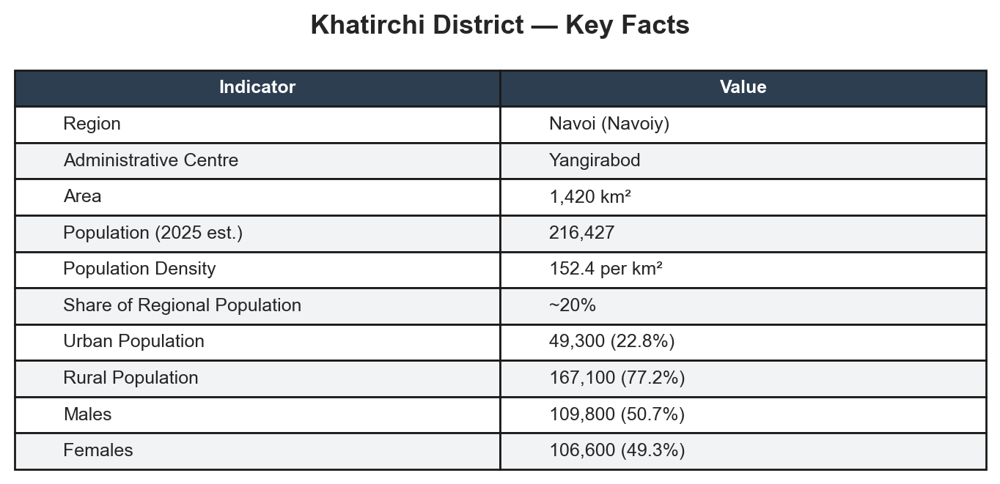 Khatirchi District — Key Facts
Indicator Value
Region Navoi (Navoiy)
Administrative Centre Yangirabod
Area 1,420 km²
Population (2025 est.) 216,427
Population Density 152.4 per km²
Share of Regional Population ~20%
Urban Population 49,300 (22.8%)
Rural Population 167,100 (77.2%)
Males 109,800 (50.7%)
Females 106,600 (49.3%)